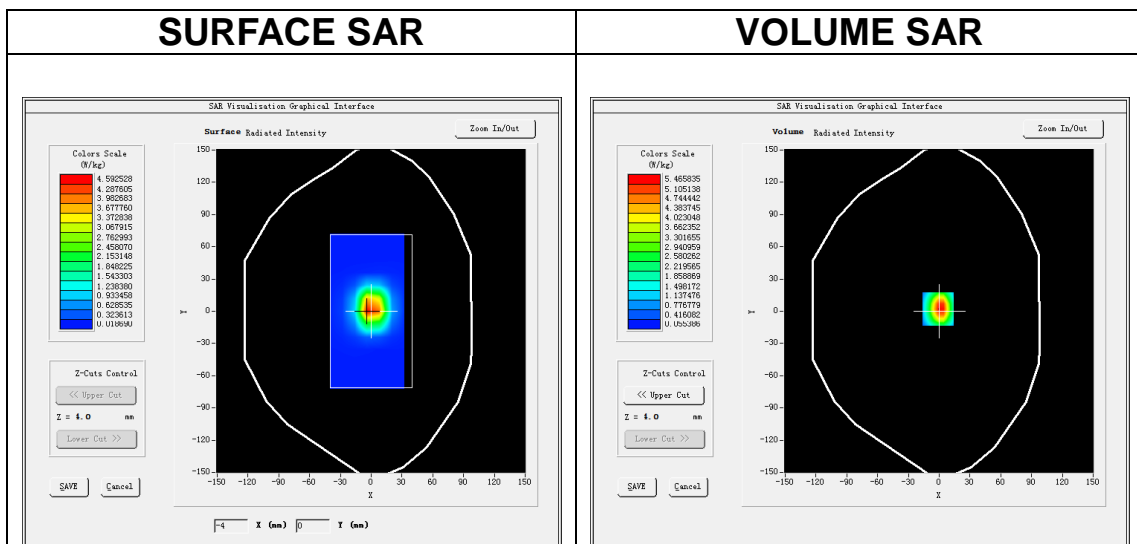 SURFACE SAR
VOLUME SAR
SAR Visualisation Graphical Interface
Surface Radiated Intensity
Zoom In/Out
Colors Scale
(W/kg)
4.592528
4.287605
3.982683
3.677760
3.372838
3.067915
2.762993
2.458070
2.153148
1.848225
1.543303
1.238380
0.933458
0.628535
0.323613
0.018690
Z-Cuts Control
<< Upper Cut
Z = 4.0 mm
Lower Cut >>
SAVE
Cancel
150
120
90
60
30
0
-30
-60
-90
-120
-150
Y
-150 -120 -90 -60 -30 0 30 60 90 120 150
X
-4 X (mm) 0 Y (mm)
SAR Visualisation Graphical Interface
Volume Radiated Intensity
Zoom In/Out
Colors Scale
(W/kg)
5.465835
5.105138
4.744442
4.383745
4.023048
3.662352
3.301655
2.940959
2.580262
2.219565
1.858869
1.498172
1.137476
0.776779
0.416082
0.055386
Z-Cuts Control
<< Upper Cut
Z = 4.0 mm
Lower Cut >>
SAVE
Cancel
150
120
90
60
30
0
-30
-60
-90
-120
-150
Y
-150 -120 -90 -60 -30 0 30 60 90 120 150
X